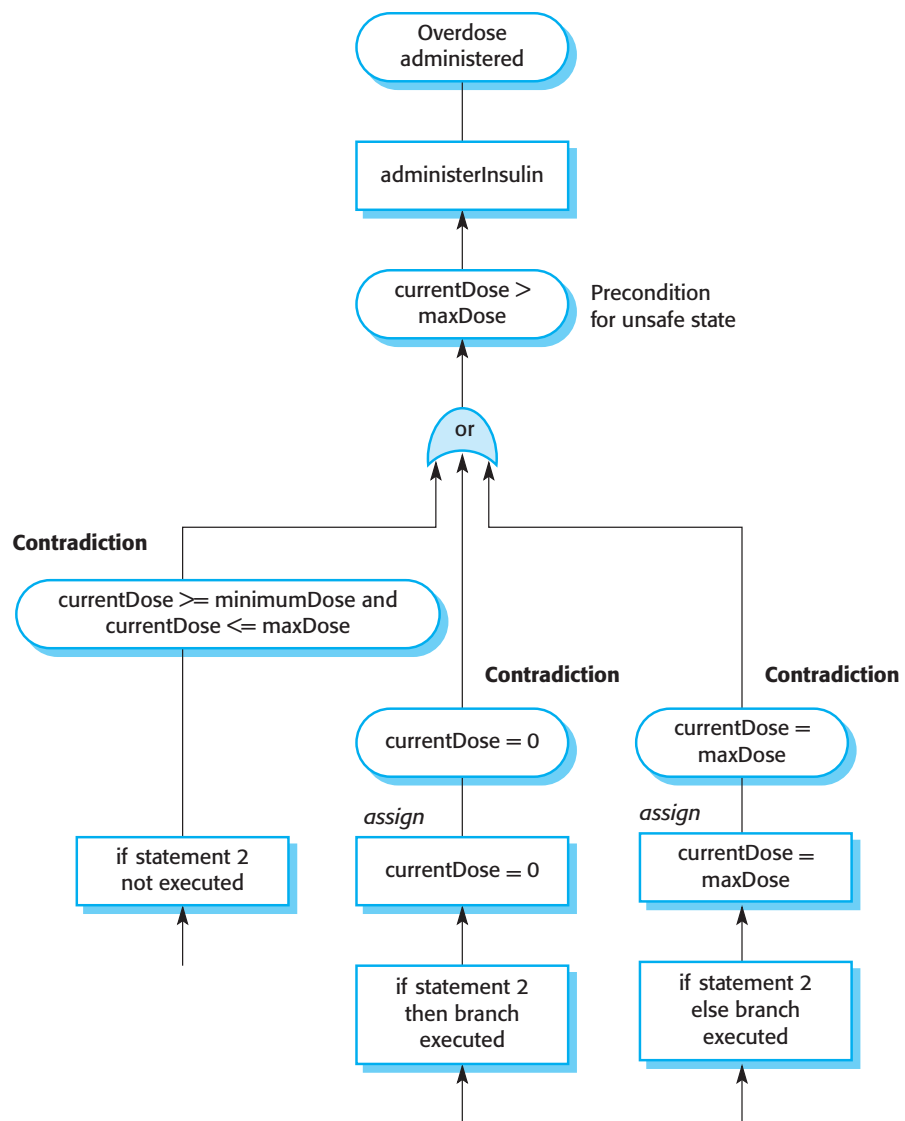 Overdose
administered
administerInsulin
currentDose >
maxDose
Precondition
for unsafe state
or
Contradiction
currentDose >= minimumDose and
currentDose <= maxDose
Contradiction
Contradiction
currentDose = 0
currentDose =
maxDose
assign
assign
if statement 2
not executed
currentDose = 0
currentDose =
maxDose
if statement 2
then branch
executed
if statement 2
else branch
executed